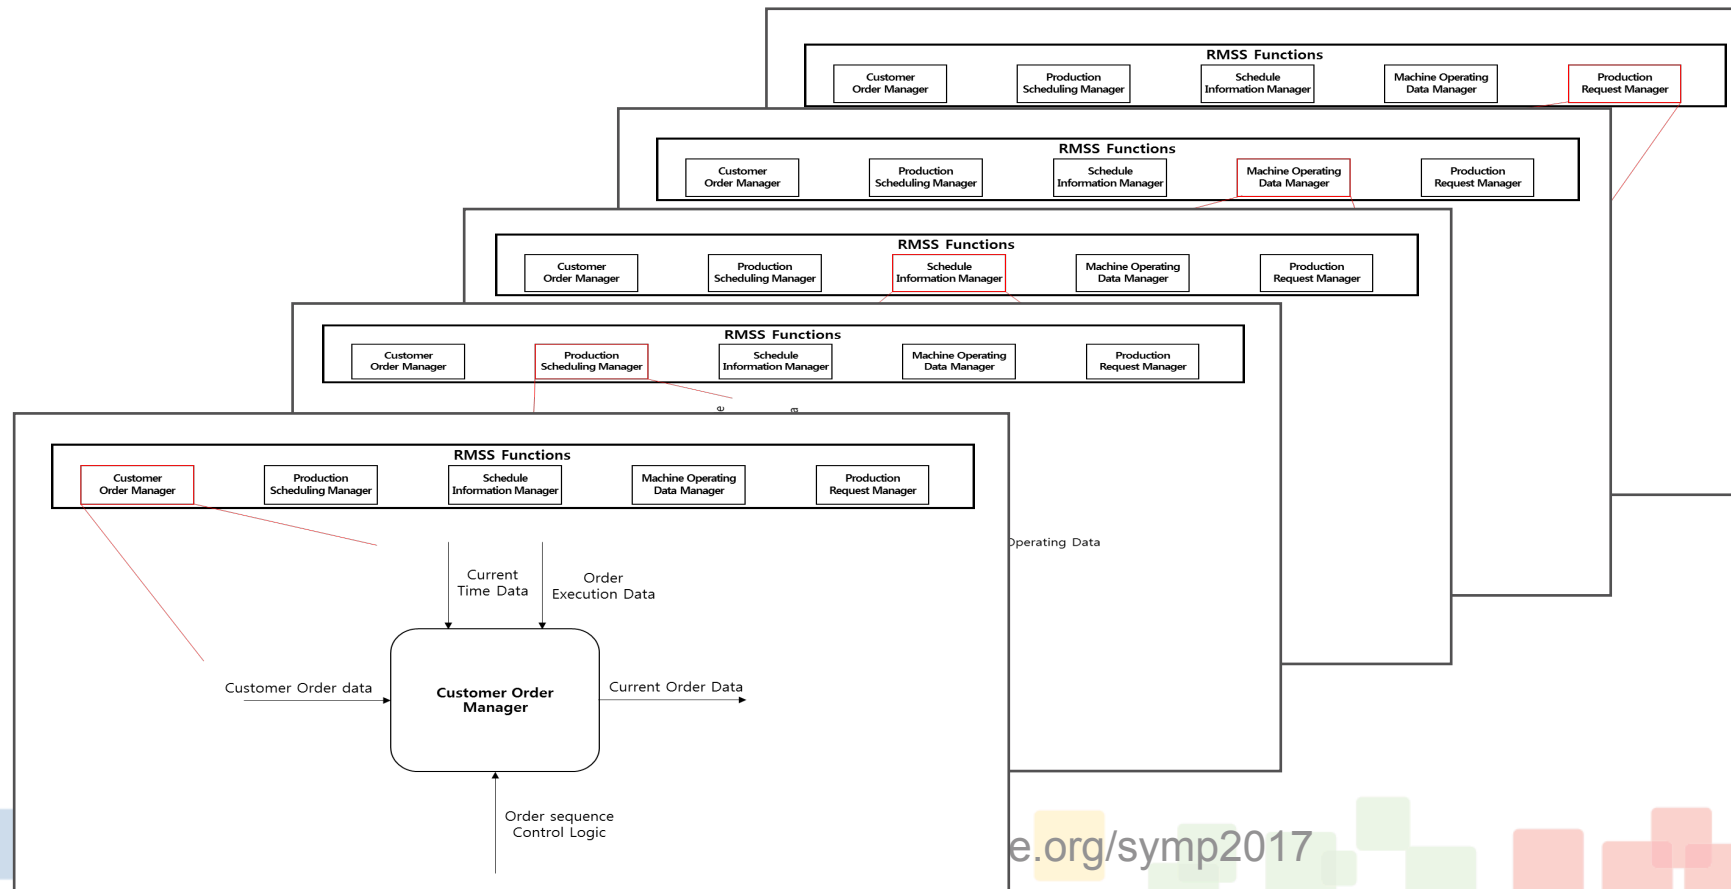 RMSS Functions
Customer
Order Manager
Production
Scheduling Manager
Schedule
Information Manager
Machine Operating
Data Manager
Production
Request Manager
RMSS Functions
Customer
Order Manager
Production
Scheduling Manager
Schedule
Information Manager
Machine Operating
Data Manager
Production
Request Manager
RMSS Functions
Customer
Order Manager
Production
Scheduling Manager
Schedule
Information Manager
Machine Operating
Data Manager
Production
Request Manager
RMSS Functions
Customer
Order Manager
Production
Scheduling Manager
Schedule
Information Manager
Machine Operating
Data Manager
Production
Request Manager
RMSS Functions
Customer
Order Manager
Production
Scheduling Manager
Schedule
Information Manager
Machine Operating
Data Manager
Production
Request Manager
Current
Time Data
Order
Execution Data
Operating Data
Customer Order data
Customer Order
Manager
Current Order Data
Order sequence
Control Logic
e.org/symp2017